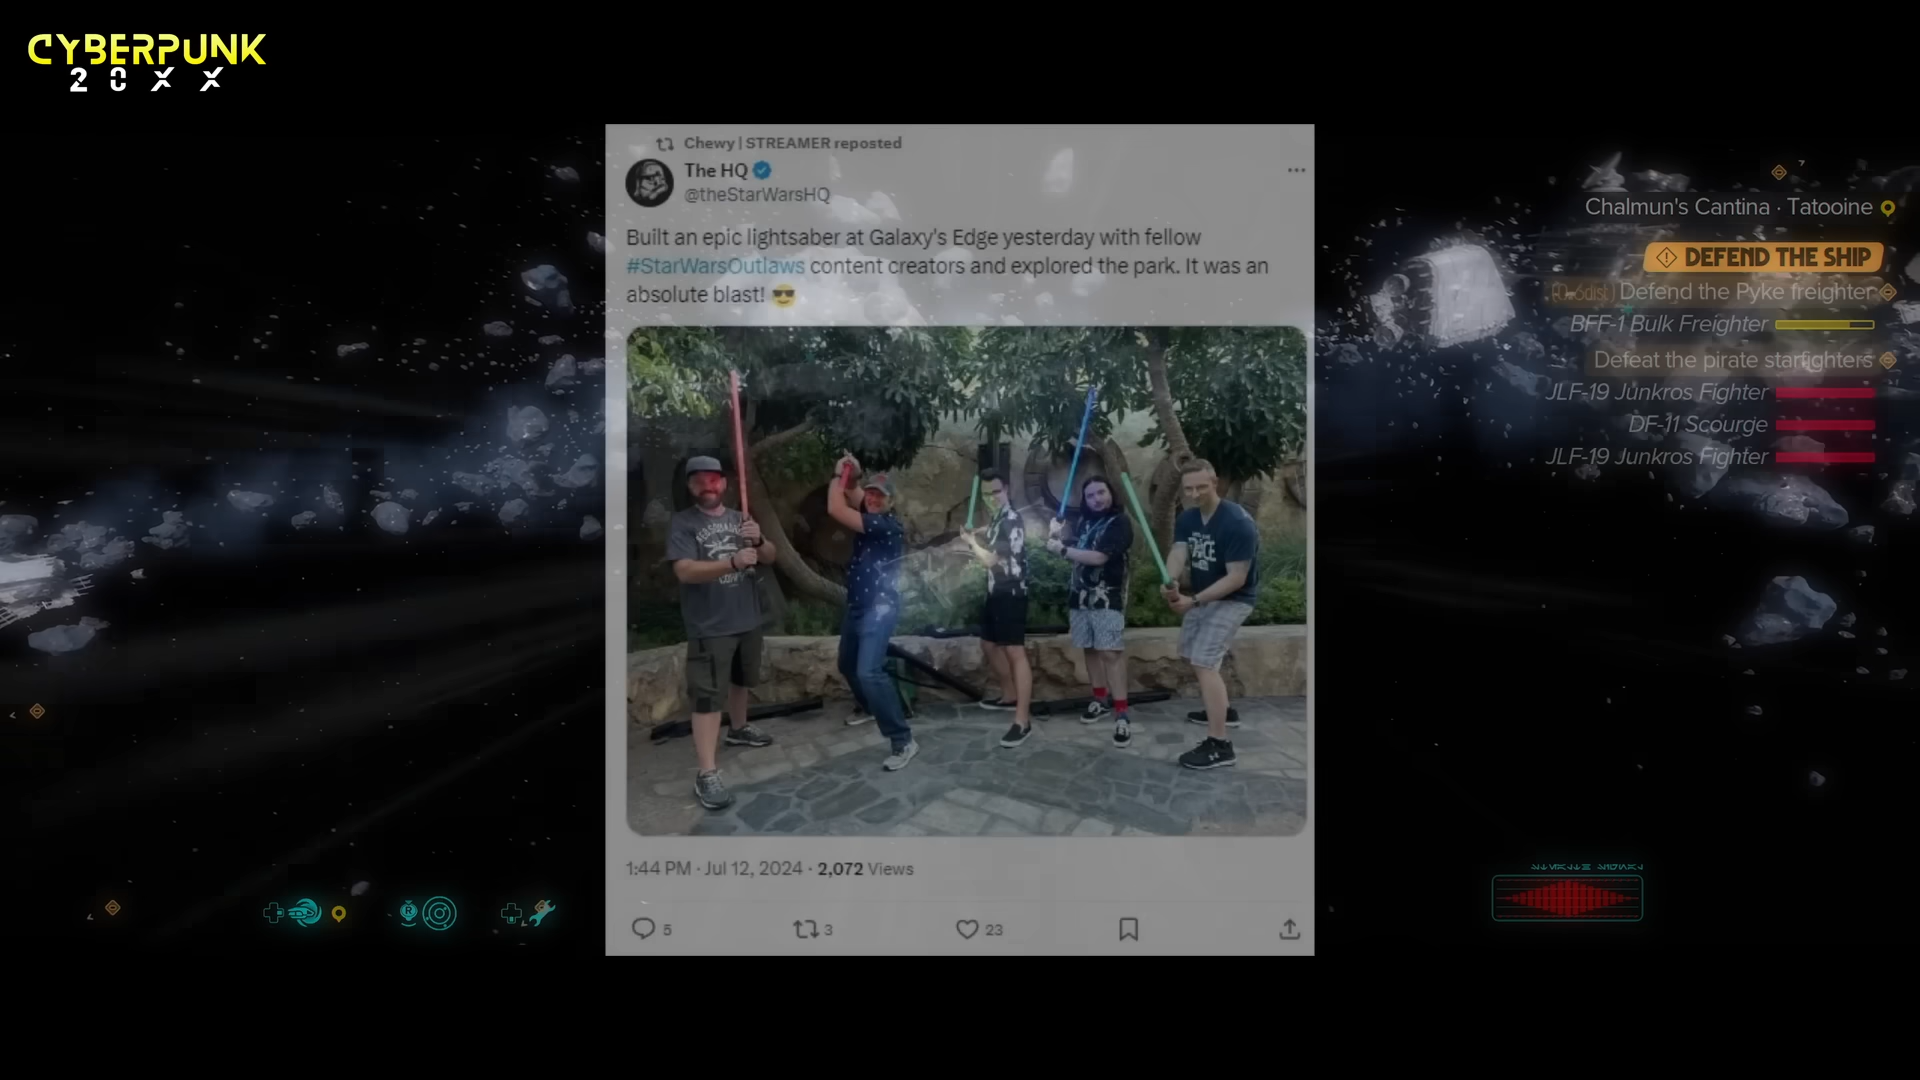 CYBERPUNK
20XX
Chewy | STREAMER reposted
The HQ
@theStarWarsHQ
Built an epic lightsaber at Galaxy's Edge yesterday with fellow
#StarWarsOutlaws content creators and explored the park. It was an
absolute blast! 😎
1:44 PM · Jul 12, 2024 · 2,072 Views
5
3
23
Chalmun's Cantina · Tatooine
DEFEND THE SHIP
Defend the Pyke freighter
BFF-1 Bulk Freighter
Defeat the pirate starfighters
JLF-19 Junkros Fighter
DF-11 Scourge
JLF-19 Junkros Fighter